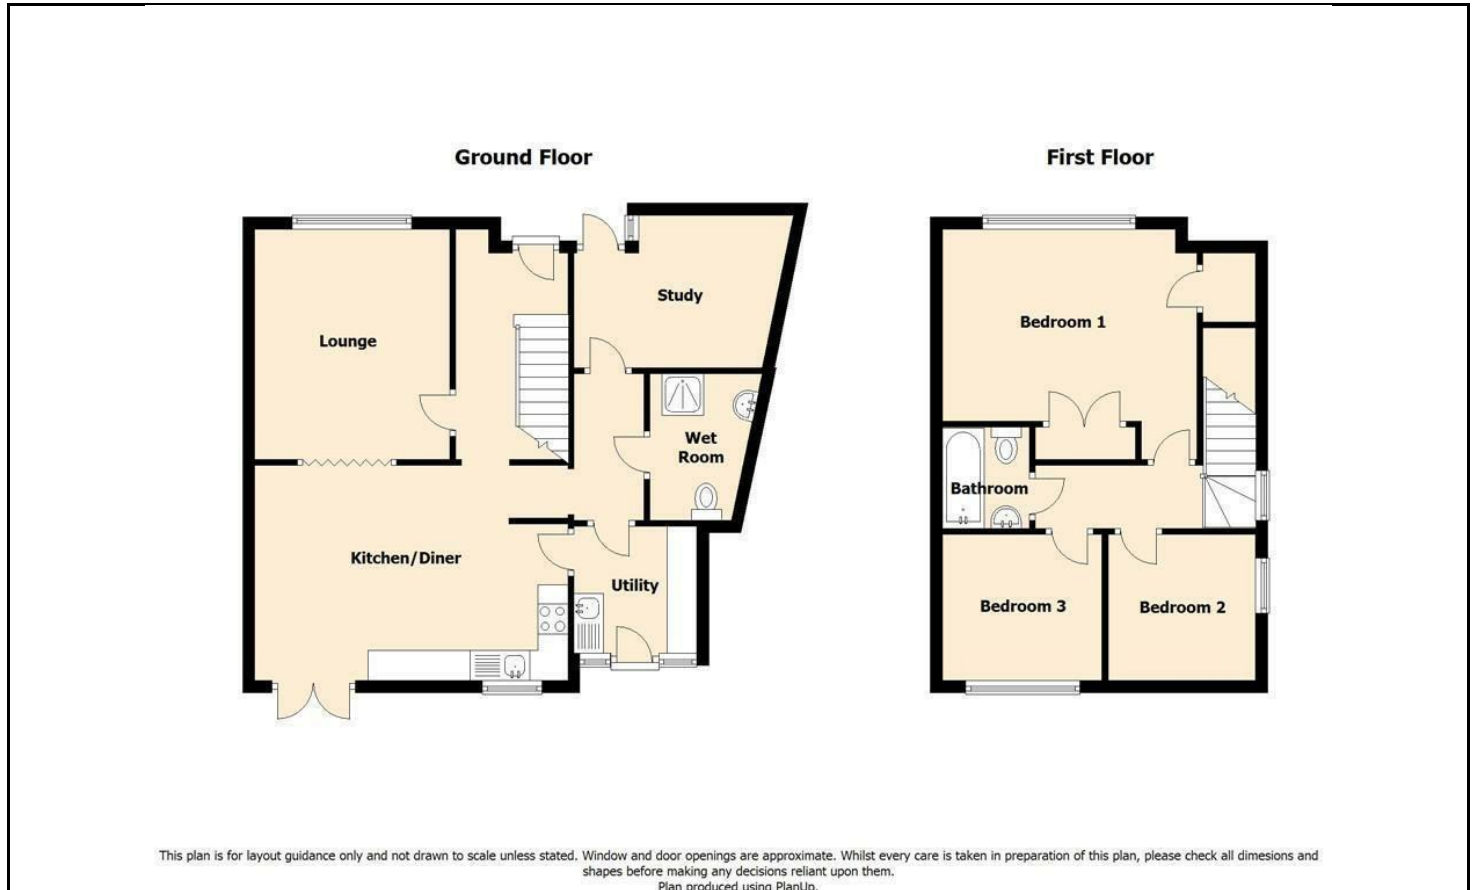 Ground Floor
First Floor
Study
Lounge
Bedroom 1
Wet
Room
Bathroom
Kitchen/Diner
Utility
Bedroom 3
Bedroom 2
This plan is for layout guidance only and not drawn to scale unless stated. Window and door openings are approximate. Whilst every care is taken in preparation of this plan, please check all dimesions and
shapes before making any decisions reliant upon them.
Plan produced using PlanUp.